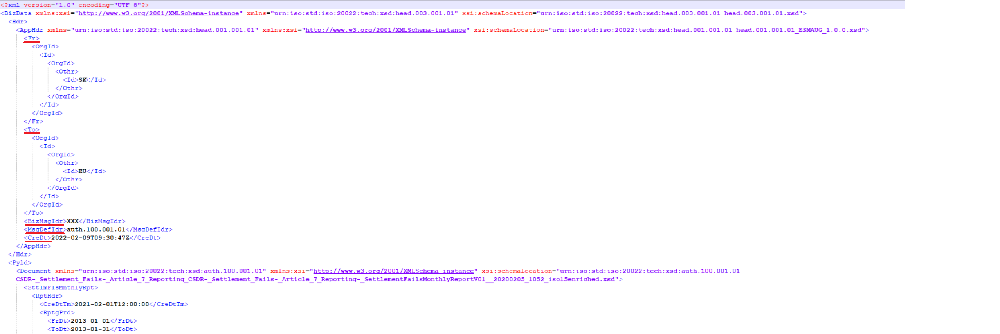 <?xml version="1.0" encoding="UTF-8"?>
<BizData xmlns:xsi="http://www.w3.org/2001/XMLSchema-instance" xmlns="urn:iso:std:iso:20022:tech:xsd:head.003.001.01" xsi:schemaLocation="urn:iso:std:iso:20022:tech:xsd:head.003.001.01 head.003.001.01.xsd">
<Hdr>
<AppHdr xmlns="urn:iso:std:iso:20022:tech:xsd:head.001.001.01" xmlns:xsi="http://www.w3.org/2001/XMLSchema-instance" xsi:schemaLocation="urn:iso:std:iso:20022:tech:xsd:head.001.001.01 head.001.001.01_ESMAUG_1.0.0.xsd">
<Fr>
<OrgId>
<Id>
<OrgId>
<Othr>
<Id>SK</Id>
</Othr>
</OrgId>
</Id>
</OrgId>
</Fr>
<To>
<OrgId>
<Id>
<OrgId>
<Othr>
<Id>EU</Id>
</Othr>
</OrgId>
</Id>
</OrgId>
</To>
<BizMsgIdr>XXX</BizMsgIdr>
<MsgDefIdr>auth.100.001.01</MsgDefIdr>
<CreDt>2022-02-09T09:30:47Z</CreDt>
</AppHdr>
</Hdr>
<Pyld>
<Document xmlns="urn:iso:std:iso:20022:tech:xsd:auth.100.001.01" xmlns:xsi="http://www.w3.org/2001/XMLSchema-instance" xsi:schemaLocation="urn:iso:std:iso:20022:tech:xsd:auth.100.001.01
CSDR-_Settlement_Fails-_Article_7_Reporting_CSDR-_Settlement_Fails-_Article_7_Reporting-_SettlementFailsMonthlyReportV01__20200205_1052_iso15enriched.xsd">
<SttlmFlsMnthlyRpt>
<RptHdr>
<CreDtTm>2021-02-01T12:00:00</CreDtTm>
<RptgPrd>
<FrDt>2013-01-01</FrDt>
<ToDt>2013-01-31</ToDt>